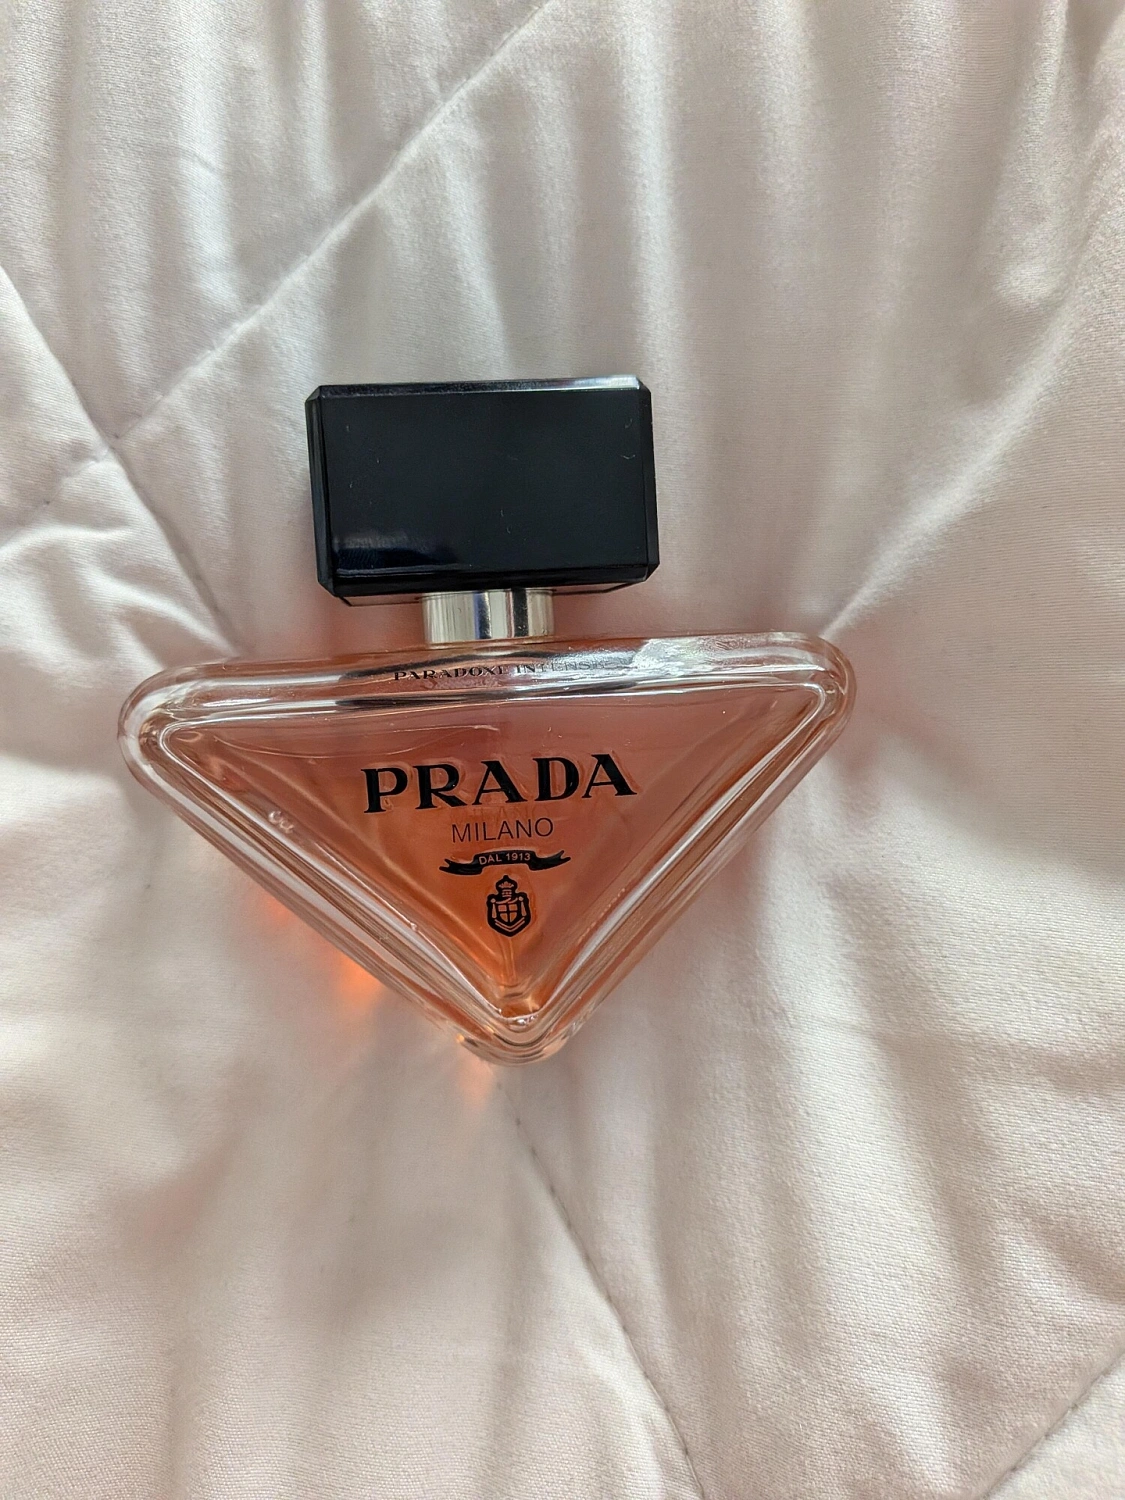 PARADOXE INTENSE
PRADA
MILANO
DAL 1913